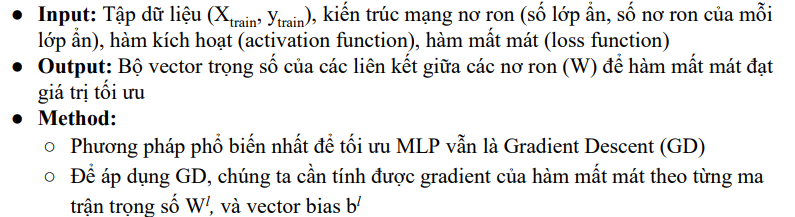 ● Input: Tập dữ liệu (Xtrain, ytrain), kiến trúc mạng nơ ron (số lớp ẩn, số nơ ron của mỗi
lớp ẩn), hàm kích hoạt (activation function), hàm mất mát (loss function)
● Output: Bộ vector trọng số của các liên kết giữa các nơ ron (W) để hàm mất mát đạt
giá trị tối ưu
● Method:
○ Phương pháp phổ biến nhất để tối ưu MLP vẫn là Gradient Descent (GD)
○ Để áp dụng GD, chúng ta cần tính được gradient của hàm mất mát theo từng ma
trận trọng số Wˡ, và vector bias bˡ